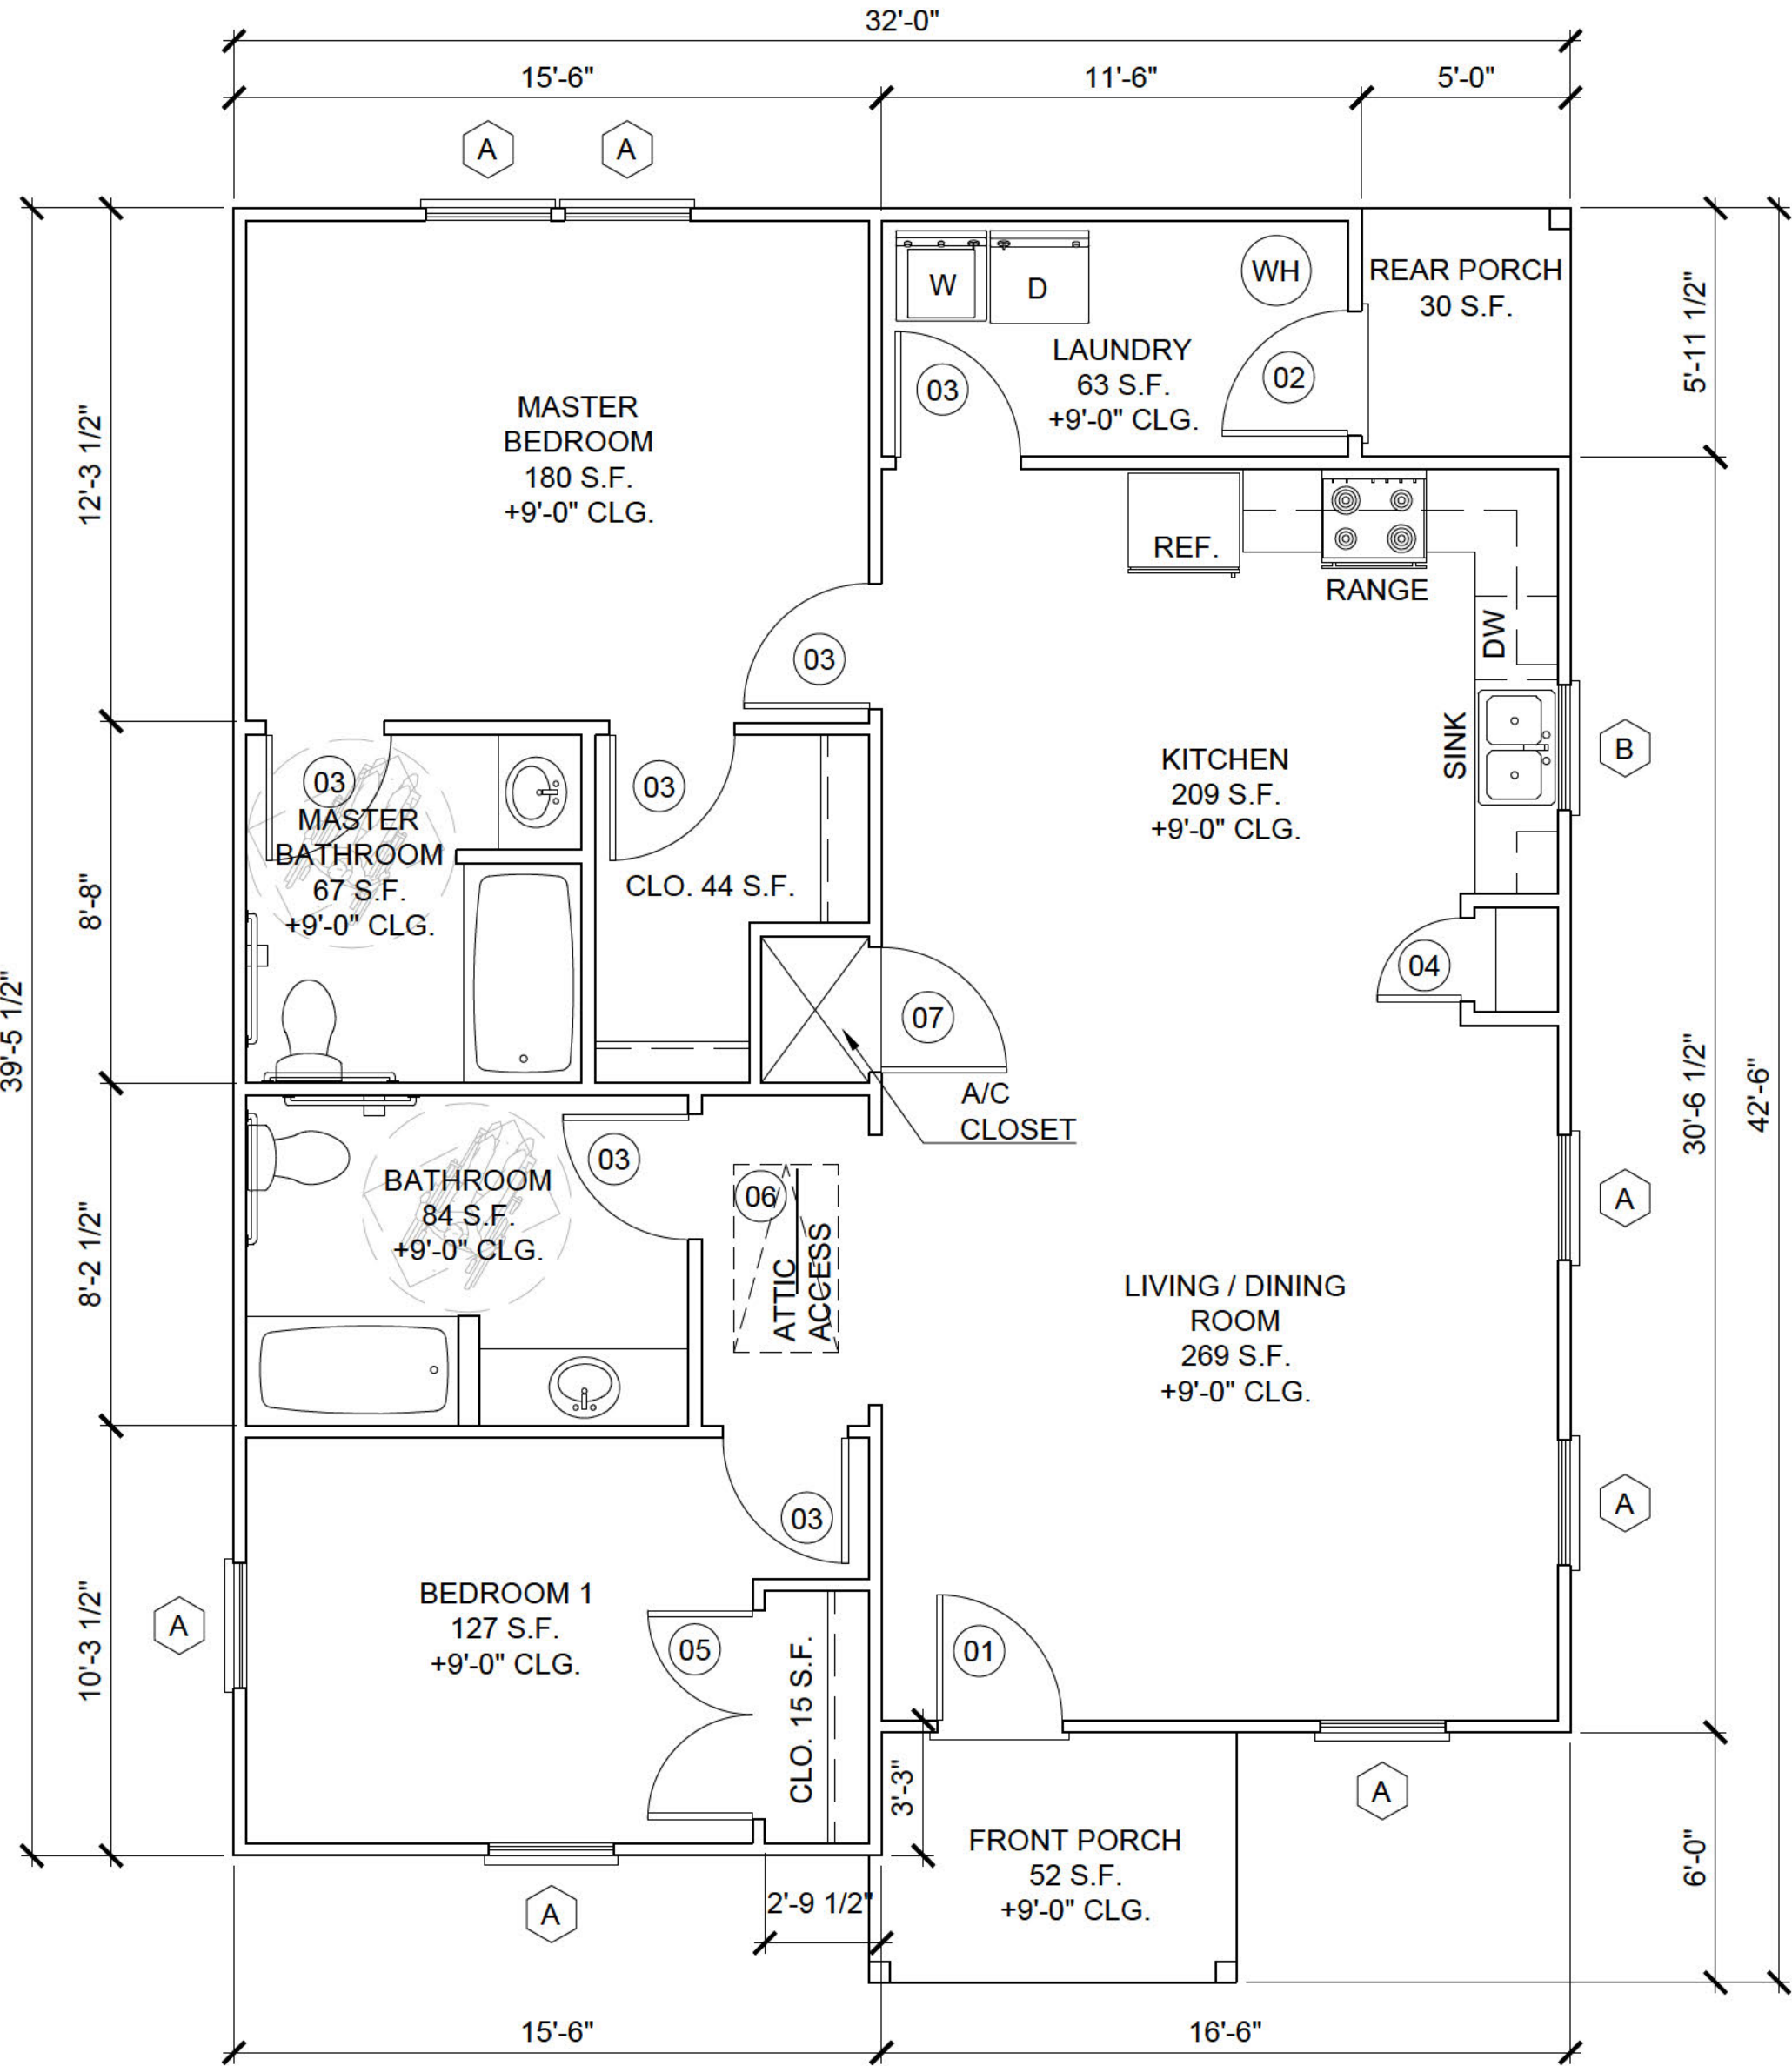 32'-0"
15'-6"
11'-6"
5'-0"
A
A
W
D
WH
REAR PORCH
30 S.F.
5'-11 1/2"
LAUNDRY
63 S.F.
+9'-0" CLG.
03
02
12'-3 1/2"
MASTER
BEDROOM
180 S.F.
+9'-0" CLG.
REF.
RANGE
DW
03
SINK
B
KITCHEN
209 S.F.
+9'-0" CLG.
03
MASTER
BATHROOM
67 S.F.
+9'-0" CLG.
03
CLO. 44 S.F.
8'-8"
04
07
39'-5 1/2"
30'-6 1/2"
42'-6"
A/C
CLOSET
03
BATHROOM
84 S.F.
+9'-0" CLG.
06
ATTIC
ACCESS
A
8'-2 1/2"
LIVING / DINING
ROOM
269 S.F.
+9'-0" CLG.
A
03
BEDROOM 1
127 S.F.
+9'-0" CLG.
A
10'-3 1/2"
05
CLO. 15 S.F.
01
3'-3"
A
FRONT PORCH
52 S.F.
+9'-0" CLG.
6'-0"
2'-9 1/2"
A
15'-6"
16'-6"